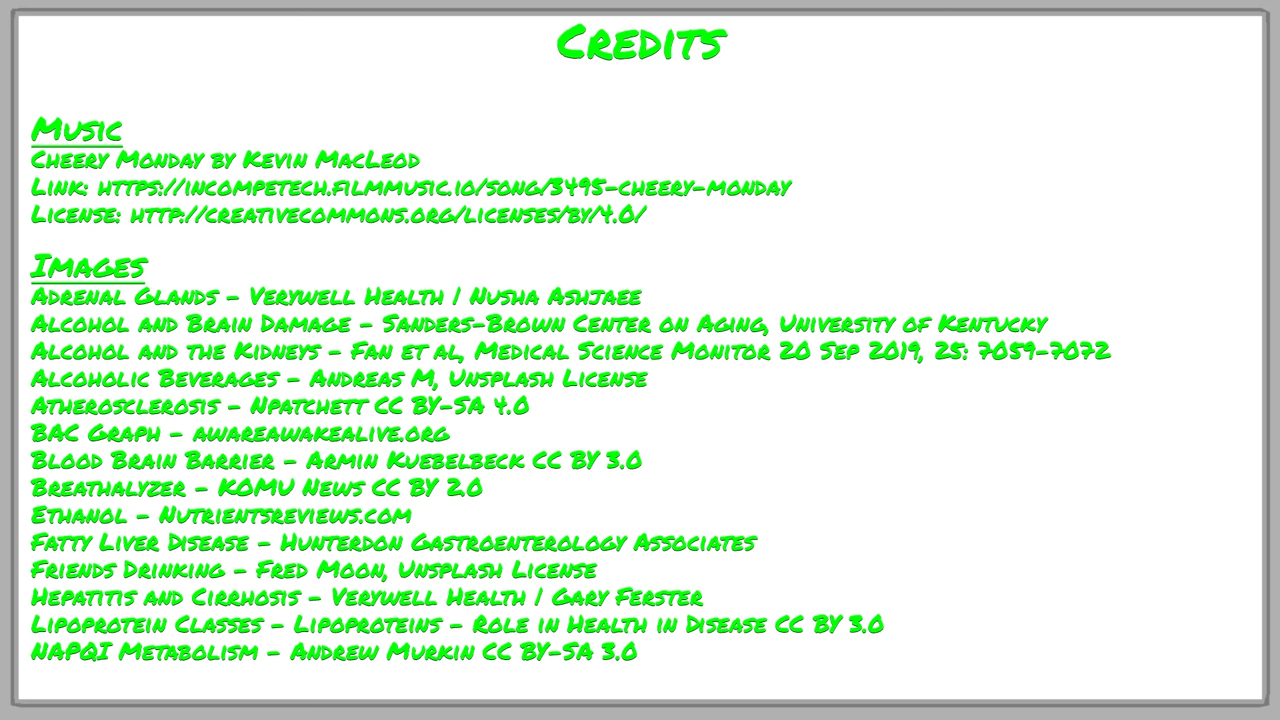 Credits
Music
Cheery Monday by Kevin MacLeod
Link: https://incompetech.filmmusic.io/song/3495-cheery-monday
License: http://creativecommons.org/licenses/by/4.0/
Images
Adrenal Glands - Verywell Health / Nusha Ashjaee
Alcohol and Brain Damage - Sanders-Brown Center on Aging, University of Kentucky
Alcohol and the Kidneys - Fan et al, Medical Science Monitor 20 Sep 2019, 25: 7059-7072
Alcoholic Beverages - Andreas M, Unsplash License
Atherosclerosis - Npatchett CC BY-SA 4.0
BAC Graph - awareawakealive.org
Blood Brain Barrier - Armin Kuebelbeck CC BY 3.0
Breathalyzer - KOMU News CC BY 2.0
Ethanol - Nutrientsreviews.com
Fatty Liver Disease - Hunterdon Gastroenterology Associates
Friends Drinking - Fred Moon, Unsplash License
Hepatitis and Cirrhosis - Verywell Health / Gary Ferster
Lipoprotein Classes - Lipoproteins - Role in Health in Disease CC BY 3.0
NAPQI Metabolism - Andrew Murkin CC BY-SA 3.0